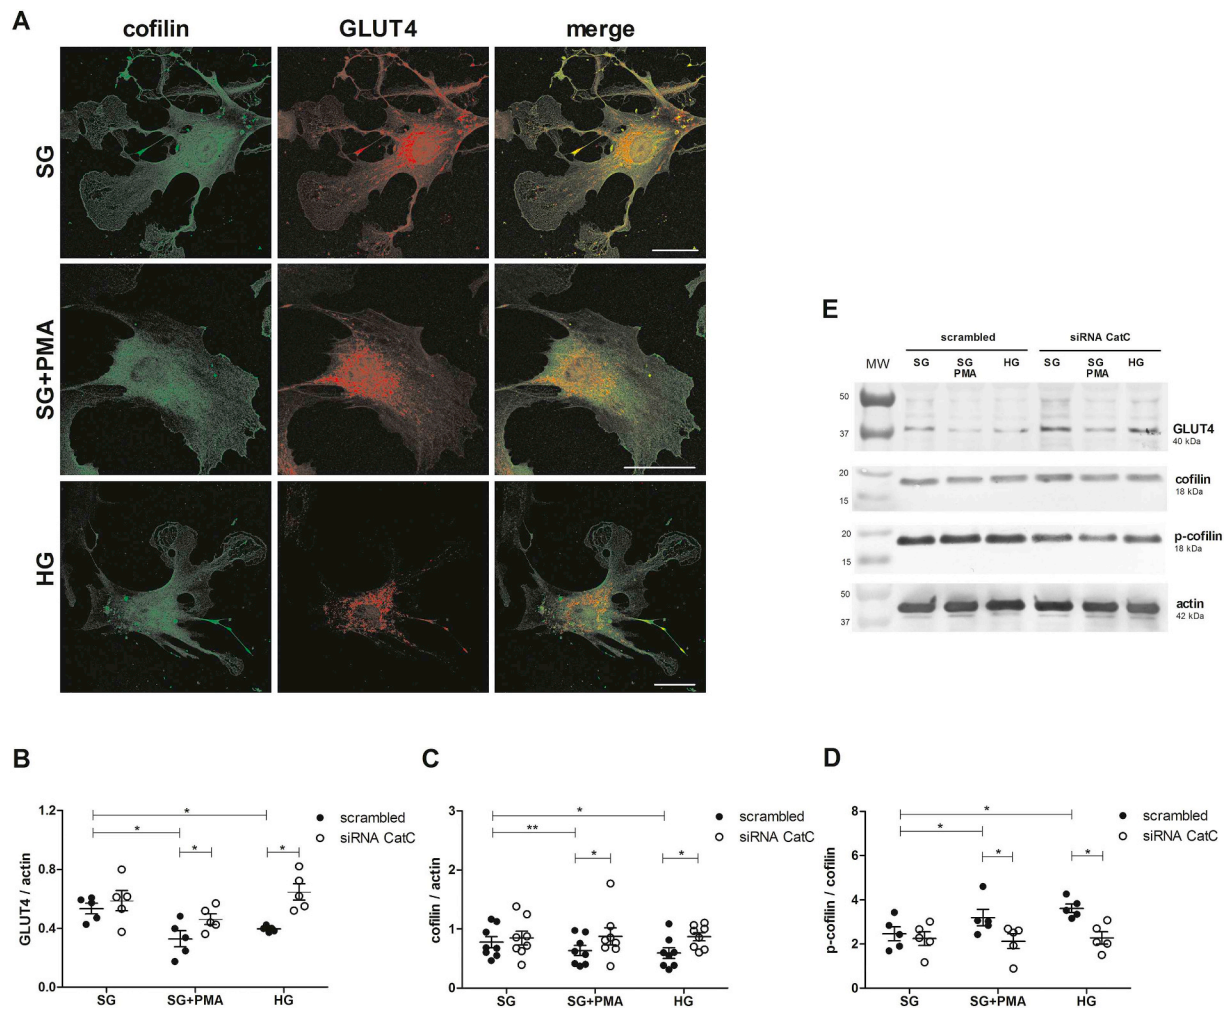 A
cofilin GLUT4 merge
SG
SG+PMA
HG
E
scrambled siRNA CatC
MW SG SG PMA HG SG SG PMA HG
50
37
GLUT4
40 kDa
20
15
cofilin
18 kDa
20
15
p-cofilin
18 kDa
50
37
actin
42 kDa
B
GLUT4 / actin
1.2
0.8
0.4
0.0
*
*
*
*
scrambled
siRNA CatC
SG SG+PMA HG
C
cofilin / actin
3
2
1
0
*
**
*
*
scrambled
siRNA CatC
SG SG+PMA HG
D
p-cofilin / cofilin
8
6
4
2
0
*
*
*
*
scrambled
siRNA CatC
SG SG+PMA HG